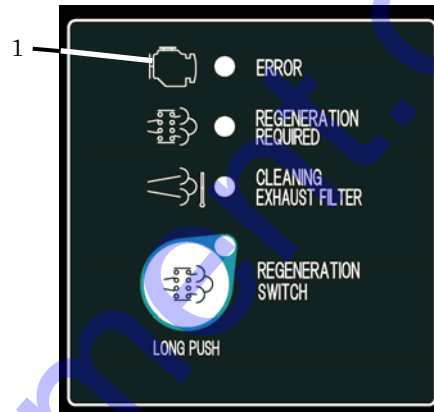 1
ERROR
REGENERATION
REQUIRED
CLEANING
EXHAUST FILTER
REGENERATION
SWITCH
LONG PUSH